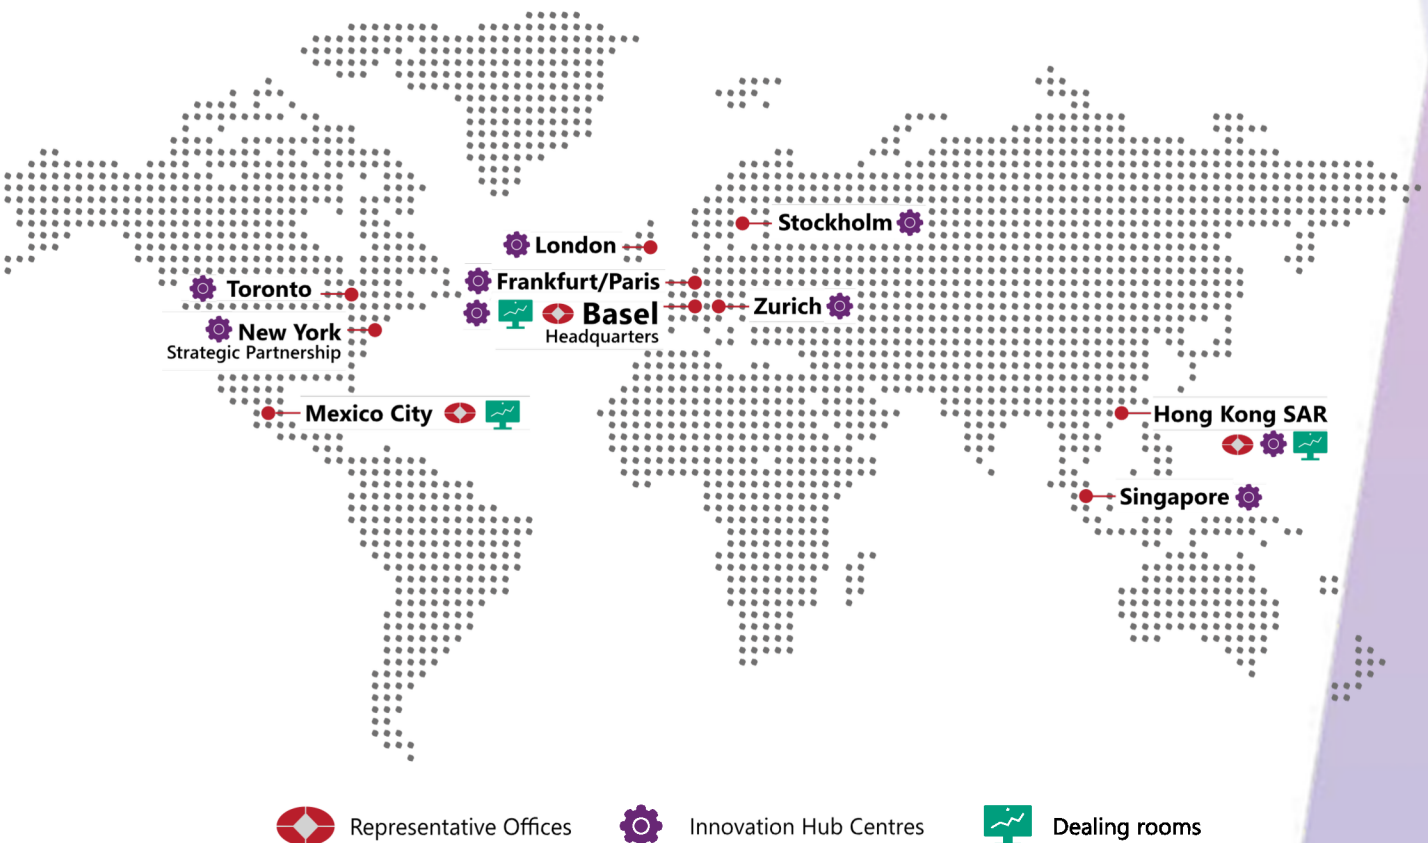 Stockholm
London
Frankfurt/Paris
Toronto
Basel
Headquarters
Zurich
New York
Strategic Partnership
Mexico City
Hong Kong SAR
Singapore
Representative Offices
Innovation Hub Centres
Dealing rooms